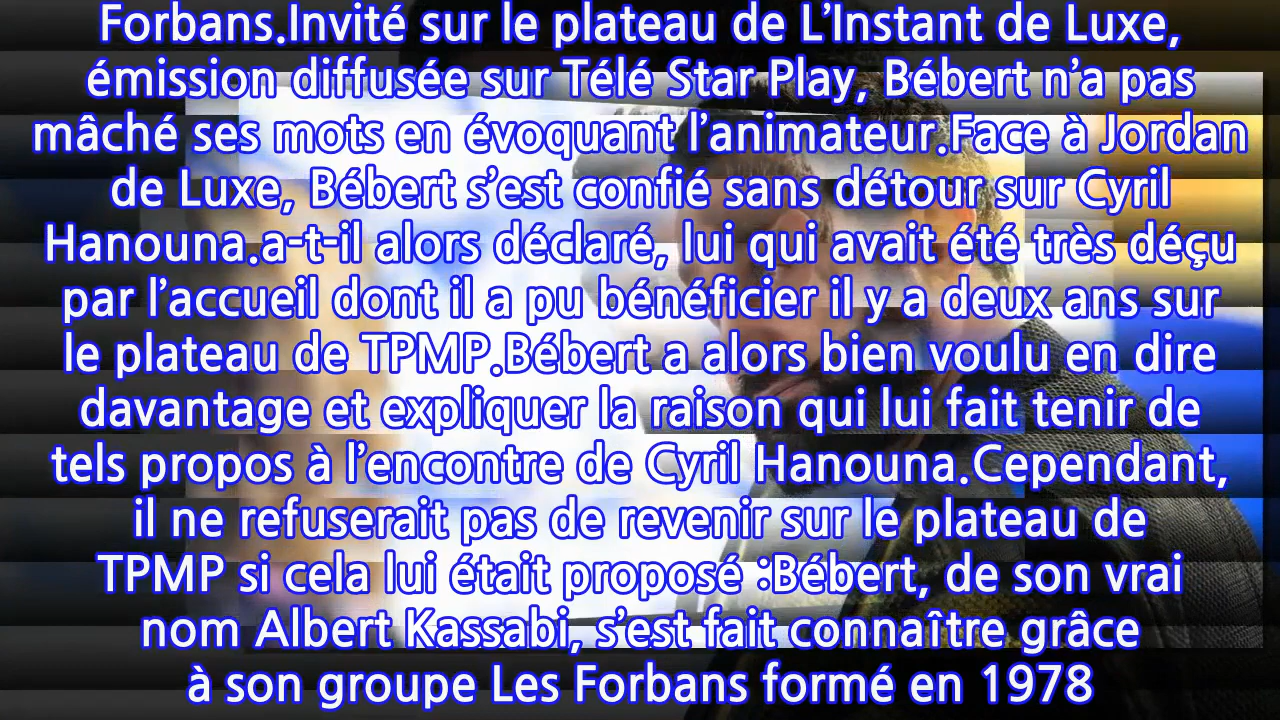 Forbans.Invité sur le plateau de L’Instant de Luxe,
émission diffusée sur Télé Star Play, Bébert n’a pas
mâché ses mots en évoquant l’animateur.Face à Jordan
de Luxe, Bébert s’est confié sans détour sur Cyril
Hanouna.a-t-il alors déclaré, lui qui avait été très déçu
par l’accueil dont il a pu bénéficier il y a deux ans sur
le plateau de TPMP.Bébert a alors bien voulu en dire
davantage et expliquer la raison qui lui fait tenir de
tels propos à l’encontre de Cyril Hanouna.Cependant,
il ne refuserait pas de revenir sur le plateau de
TPMP si cela lui était proposé :Bébert, de son vrai
nom Albert Kassabi, s’est fait connaître grâce
à son groupe Les Forbans formé en 1978